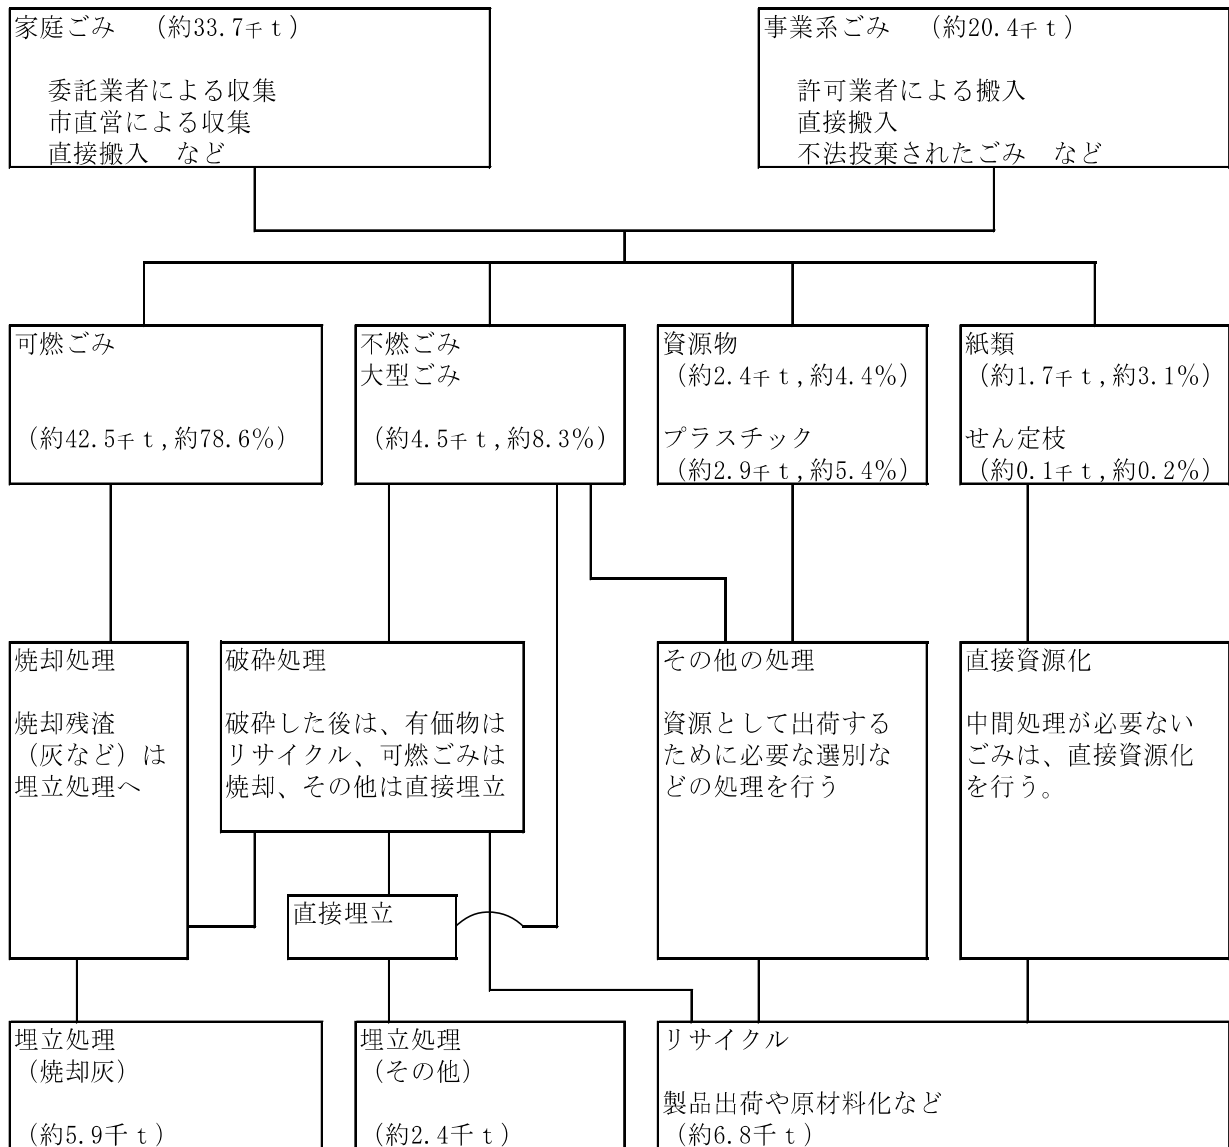 家庭ごみ （約33.7千ｔ）
委託業者による収集
市直営による収集
直接搬入 など
事業系ごみ （約20.4千ｔ）
許可業者による搬入
直接搬入
不法投棄されたごみ など
可燃ごみ
（約42.5千ｔ,約78.6％）
不燃ごみ
大型ごみ
（約4.5千ｔ,約8.3％）
資源物
（約2.4千ｔ,約4.4％）
プラスチック
（約2.9千ｔ,約5.4％）
紙類
（約1.7千ｔ,約3.1％）
せん定枝
（約0.1千ｔ,約0.2％）
焼却処理
焼却残渣
（灰など）は
埋立処理へ
破砕処理
破砕した後は、有価物は
リサイクル、可燃ごみは
焼却、その他は直接埋立
その他の処理
資源として出荷する
ために必要な選別な
どの処理を行う
直接資源化
中間処理が必要ない
ごみは、直接資源化
を行う。
直接埋立
埋立処理
（焼却灰）
（約5.9千ｔ）
埋立処理
（その他）
（約2.4千ｔ）
リサイクル
製品出荷や原材料化など
（約6.8千ｔ）